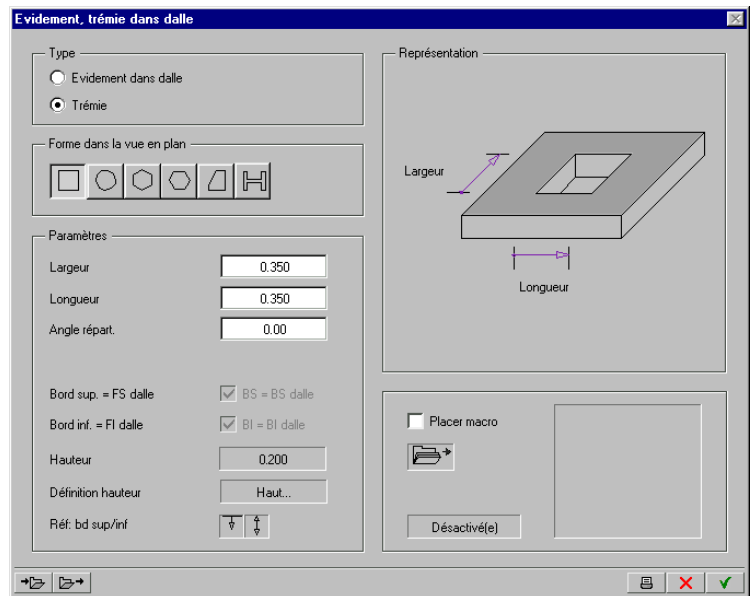 Evidement, trémie dans dalle
Type
Evidement dans dalle
Trémie
Forme dans la vue en plan
Paramètres
Largeur 0.350
Longueur 0.350
Angle répart. 0.00
Bord sup. = FS dalle BS = BS dalle
Bord inf. = FI dalle BI = BI dalle
Hauteur 0.200
Définition hauteur Haut...
Réf: bd sup/inf
Représentation
Largeur
Longueur
Placer macro
Désactivé(e)